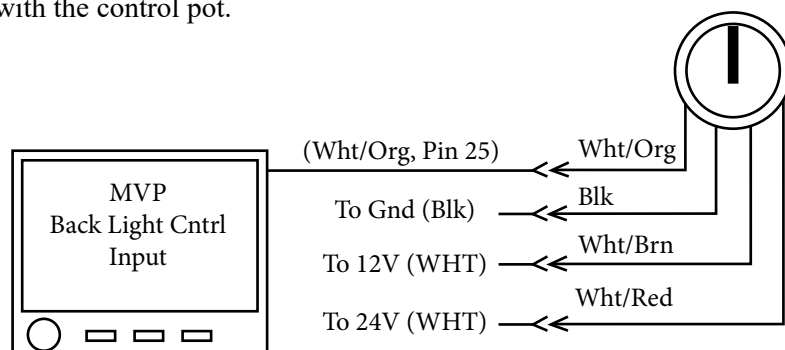 with the control pot.
(Wht/Org, Pin 25) Wht/Org
MVP
Back Light Cntrl
Input
To Gnd (Blk) Blk
To 12V (WHT) Wht/Brn
To 24V (WHT) Wht/Red